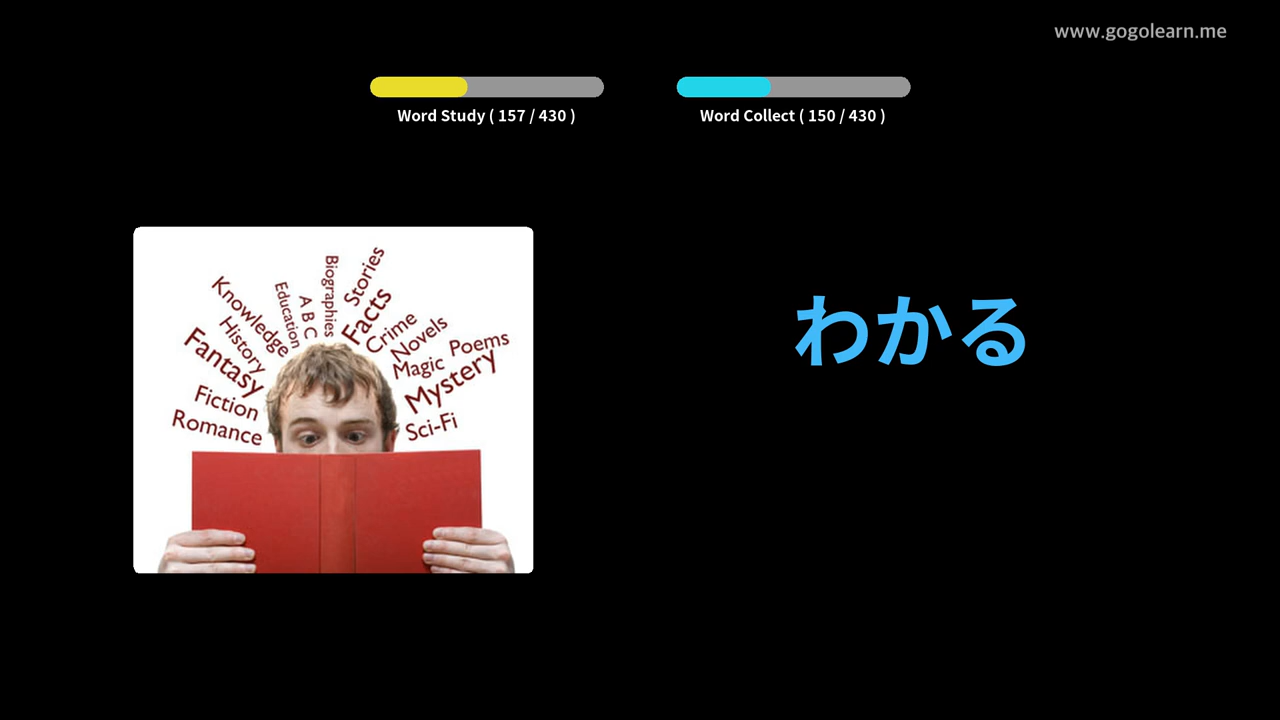 www.gogolearn.me
Word Study ( 157 / 430 )
Word Collect ( 150 / 430 )
Romance
Fiction
Fantasy
History
Knowledge
Education
A B C
Biographies
Stories
Facts
Crime
Novels
Magic
Poems
Mystery
Sci-Fi
わかる